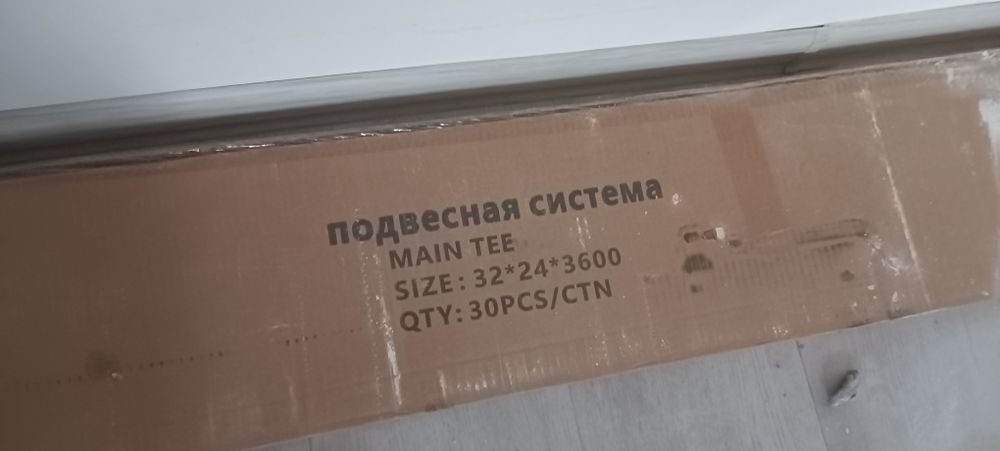 подвесная система
MAIN TEE
SIZE: 32*24*3600
QTY: 30PCS/CTN